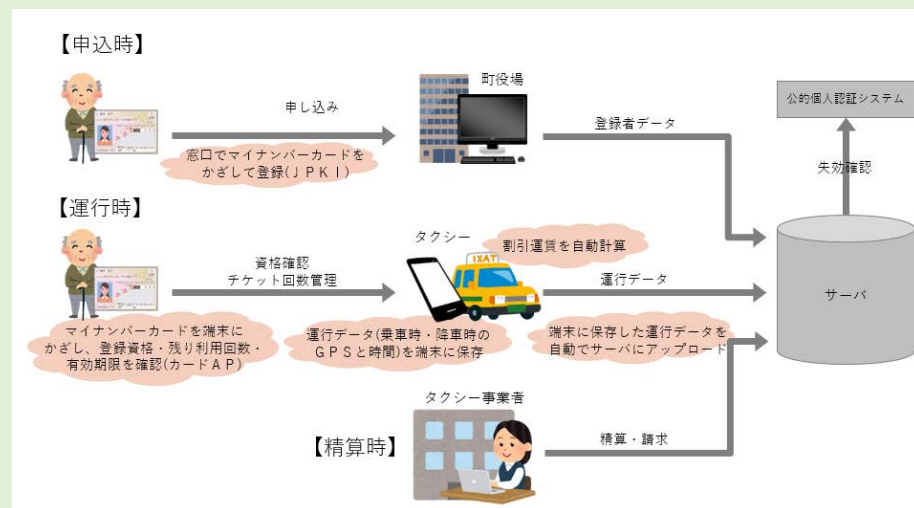 【申込時】
町役場
申し込み
窓口でマイナンバーカードを
かざして登録(ＪＰＫＩ)
登録者データ
公的個人認証システム
失効確認
サーバ
【運行時】
資格確認
チケット回数管理
マイナンバーカードを端末に
かざし、登録資格・残り利用回数・
有効期限を確認(カードＡＰ)
タクシー
IXAT
割引運賃を自動計算
運行データ(乗車時・降車時の
ＧＰＳと時間)を端末に保存
運行データ
端末に保存した運行データを
自動でサーバにアップロード
【精算時】
タクシー事業者
精算・請求